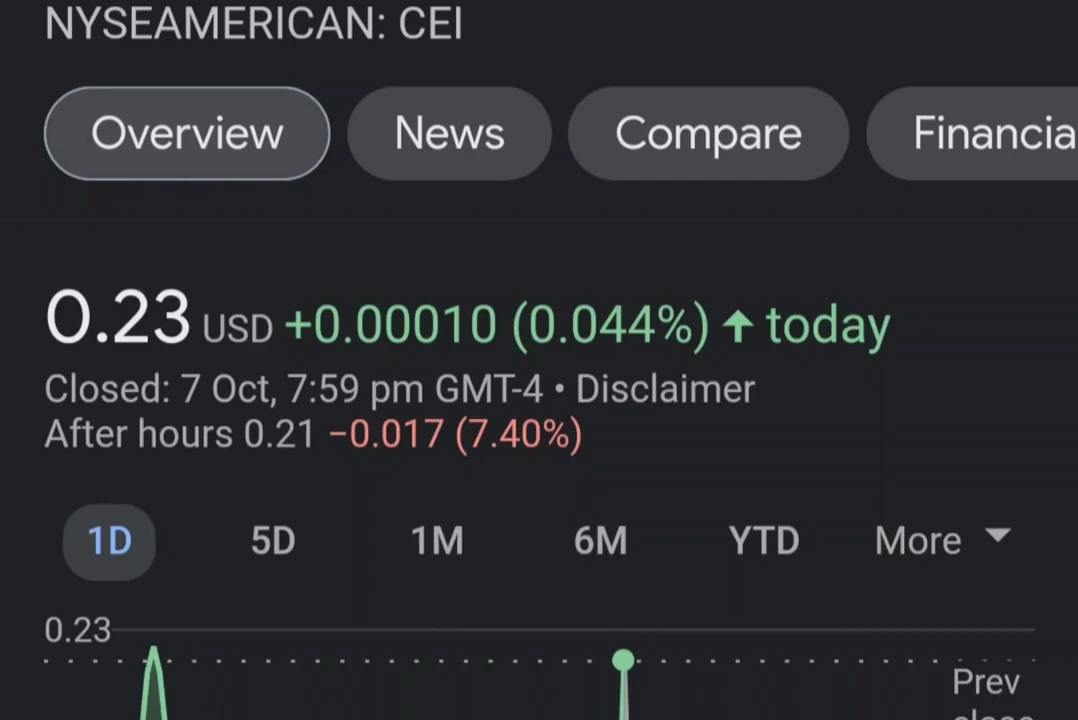 NYSEAMERICAN: CEI
Overview News Compare Financia
0.23 USD +0.00010 (0.044%) ↑ today
Closed: 7 Oct, 7:59 pm GMT-4 • Disclaimer
After hours 0.21 −0.017 (7.40%)
1D 5D 1M 6M YTD More
0.23
Prev
close